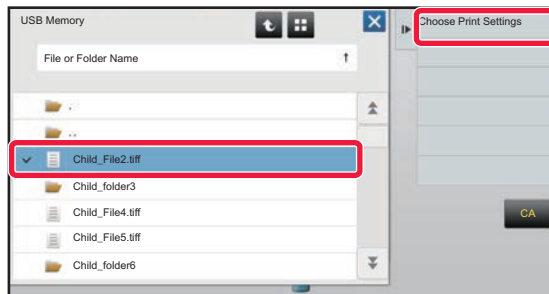 USB Memory
Choose Print Settings
File or Folder Name
.
..
Child_File2.tiff
Child_folder3
Child_File4.tiff
Child_File5.tiff
Child_folder6
CA